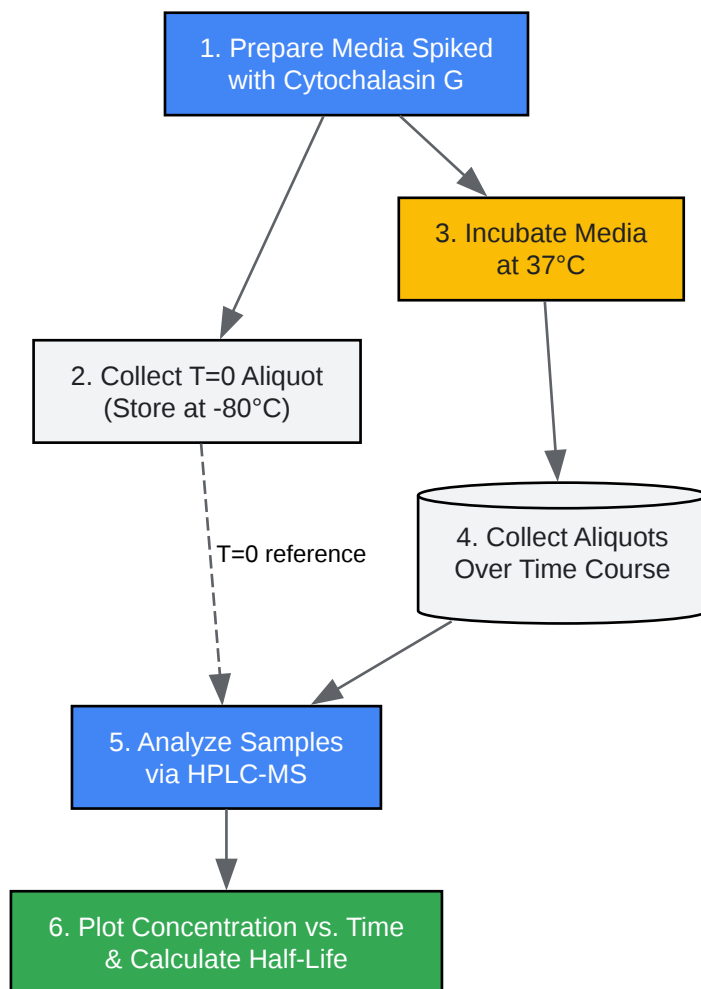 1. Prepare Media Spiked
with Cytochalasin G
3. Incubate Media
at 37°C
2. Collect T=0 Aliquot
(Store at -80°C)
4. Collect Aliquots
Over Time Course
T=0 reference
5. Analyze Samples
via HPLC-MS
6. Plot Concentration vs. Time
& Calculate Half-Life